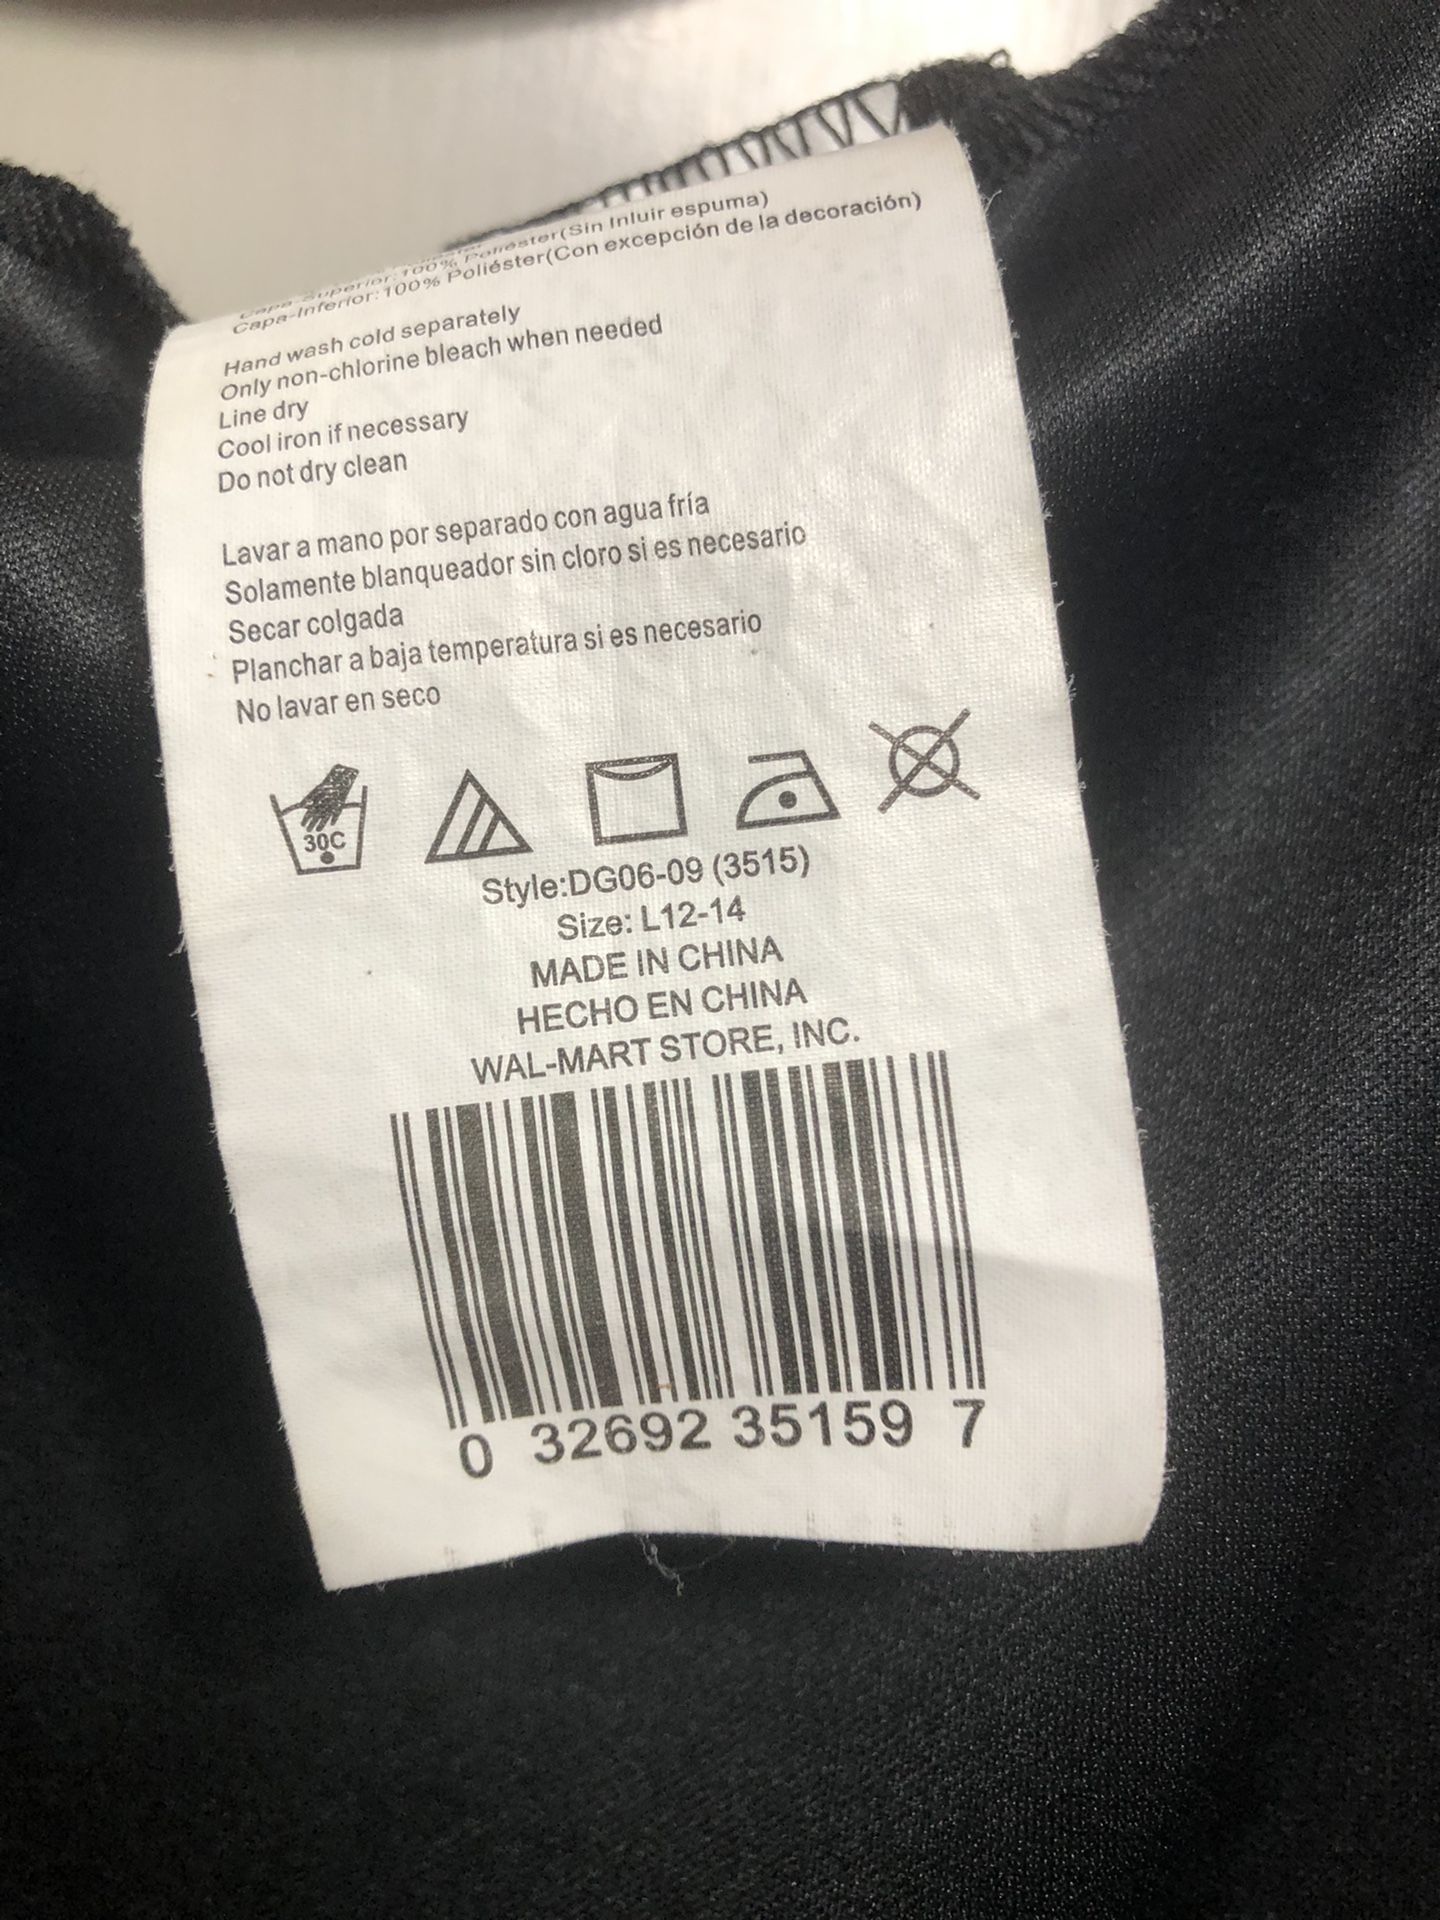 Capa-Superior:100% Poliéster(Sin Inluir espuma)
Capa-Inferior:100% Poliéster(Con excepción de la decoración)
Hand wash cold separately
Only non-chlorine bleach when needed
Line dry
Cool iron if necessary
Do not dry clean
Lavar a mano por separado con agua fría
Solamente blanqueador sin cloro si es necesario
Secar colgada
Planchar a baja temperatura si es necesario
No lavar en seco
30C
Style:DG06-09 (3515)
Size: L12-14
MADE IN CHINA
HECHO EN CHINA
WAL-MART STORE, INC.
0 32692 35159 7